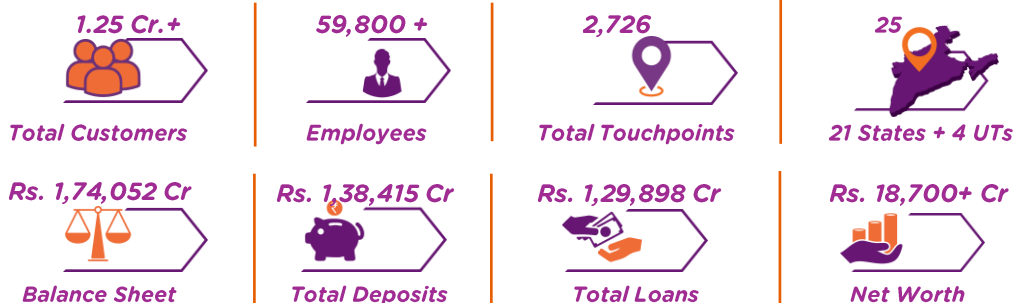 1.25 Cr.+
Total Customers
59,800 +
Employees
2,726
Total Touchpoints
25
21 States + 4 UTs
Rs. 1,74,052 Cr
Balance Sheet
Rs. 1,38,415 Cr
₹
Total Deposits
Rs. 1,29,898 Cr
Total Loans
Rs. 18,700+ Cr
Net Worth